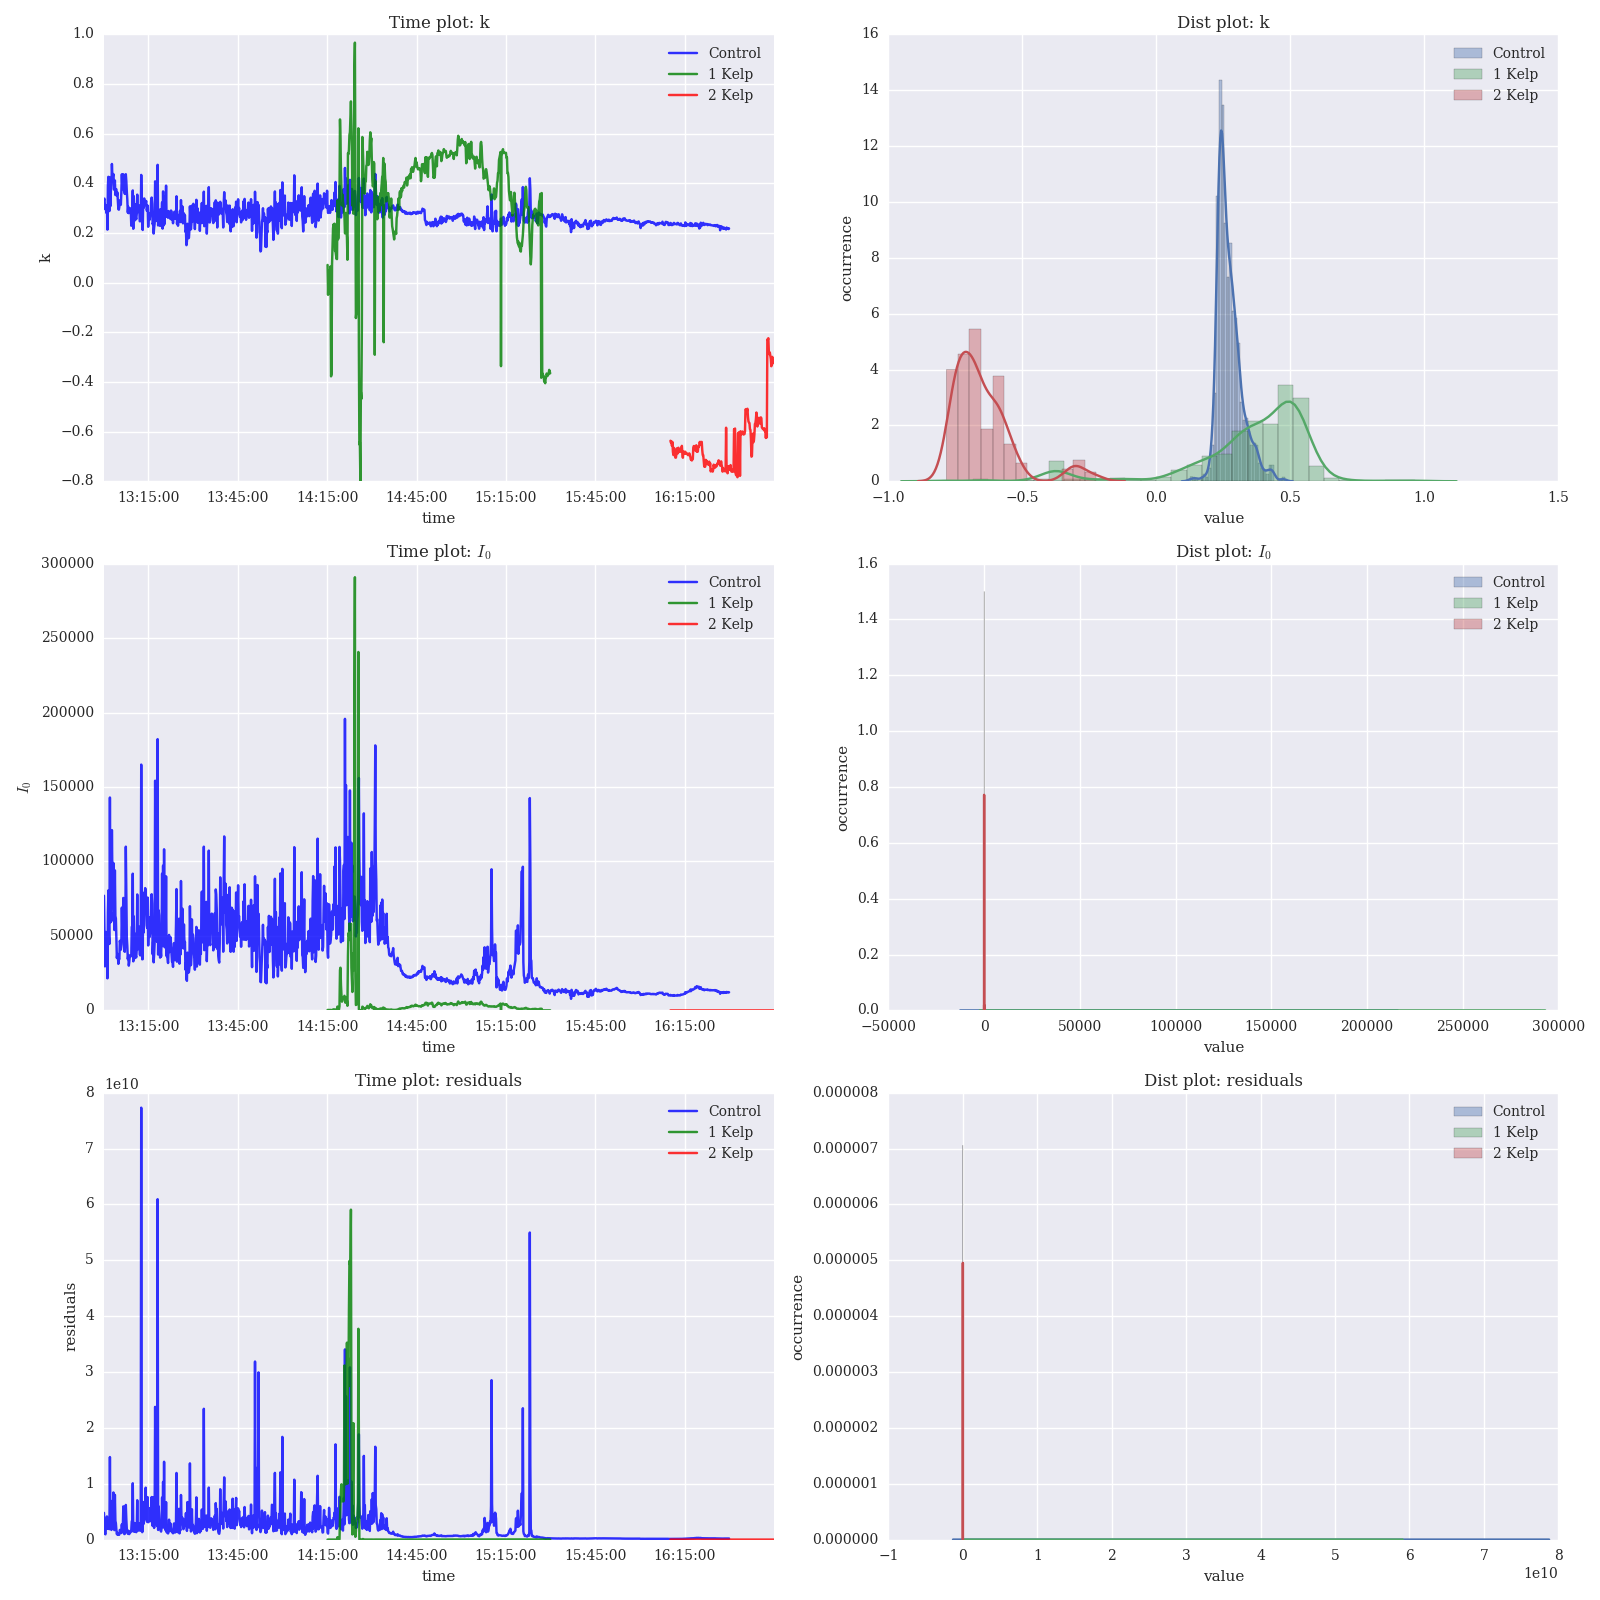 Time plot: k
1.0
0.8
0.6
0.4
0.2
0.0
−0.2
−0.4
−0.6
−0.8
k
Control
1 Kelp
2 Kelp
13:15:00 13:45:00 14:15:00 14:45:00 15:15:00 15:45:00 16:15:00
time
Dist plot: k
16
14
12
10
8
6
4
2
0
occurrence
Control
1 Kelp
2 Kelp
−1.0 −0.5 0.0 0.5 1.0 1.5
value
Time plot: I₀
300000
250000
200000
150000
100000
50000
0
I₀
Control
1 Kelp
2 Kelp
13:15:00 13:45:00 14:15:00 14:45:00 15:15:00 15:45:00 16:15:00
time
Dist plot: I₀
1.6
1.4
1.2
1.0
0.8
0.6
0.4
0.2
0.0
occurrence
Control
1 Kelp
2 Kelp
−50000 0 50000 100000 150000 200000 250000 300000
value
Time plot: residuals
1e10
8
7
6
5
4
3
2
1
0
residuals
Control
1 Kelp
2 Kelp
13:15:00 13:45:00 14:15:00 14:45:00 15:15:00 15:45:00 16:15:00
time
Dist plot: residuals
0.000008
0.000007
0.000006
0.000005
0.000004
0.000003
0.000002
0.000001
0.000000
occurrence
Control
1 Kelp
2 Kelp
−1 0 1 2 3 4 5 6 7 8
1e10
value